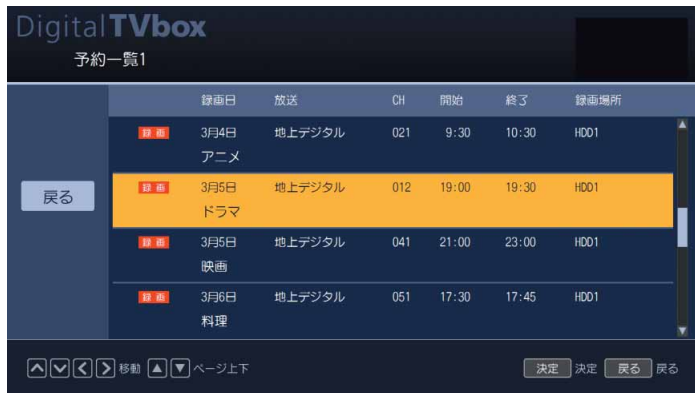 Digital TVbox
予約一覧1
録画日 放送 CH 開始 終了 録画場所
録画 3月4日 地上デジタル 021 9:30 10:30 HDD1
アニメ
戻る
録画 3月5日 地上デジタル 012 19:00 19:30 HDD1
ドラマ
録画 3月5日 地上デジタル 041 21:00 23:00 HDD1
映画
録画 3月6日 地上デジタル 051 17:30 17:45 HDD1
料理
移動 ページ上下 決定 決定 戻る 戻る